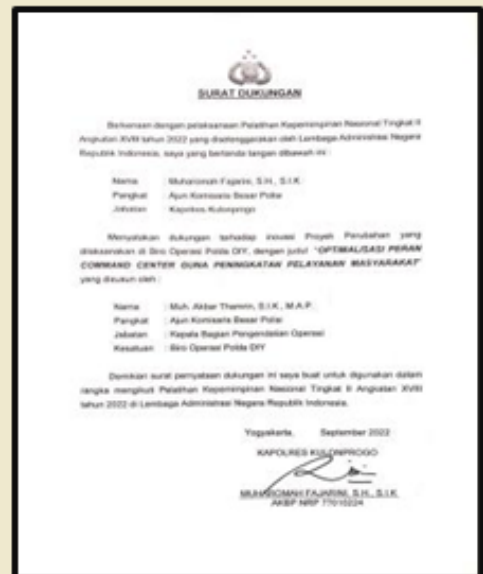 SURAT DUKUNGAN
Berkenaan dengan pelaksanaan Pelatihan Kepemimpinan Nasional Tingkat II
Angkatan XVIII tahun 2022 yang diselenggarakan oleh Lembaga Administrasi Negara
Republik Indonesia, saya yang bertanda tangan dibawah ini :
Nama : Muharomah Fajarini, S.H., S.I.K.
Pangkat : Ajun Komisaris Besar Polisi
Jabatan : Kapolres Kulonprogo
Menyatakan dukungan terhadap inovasi Proyek Perubahan yang
dilaksanakan di Biro Operasi Polda DIY, dengan judul "OPTIMALISASI PERAN
COMMAND CENTER GUNA PENINGKATAN PELAYANAN MASYARAKAT"
yang disusun oleh :
Nama : Muh. Akbar Thamrin, S.I.K., M.A.P.
Pangkat : Ajun Komisaris Besar Polisi
Jabatan : Kepala Bagian Pengendalian Operasi
Kesatuan : Biro Operasi Polda DIY
Demikian surat pernyataan dukungan ini saya buat untuk digunakan dalam
rangka mengikuti Pelatihan Kepemimpinan Nasional Tingkat II Angkatan XVIII
tahun 2022 di Lembaga Administrasi Negara Republik Indonesia.
Yogyakarta, September 2022
KAPOLRES KULONPROGO
MUHAROMAH FAJARINI, S.H., S.I.K
AKBP NRP 77010224